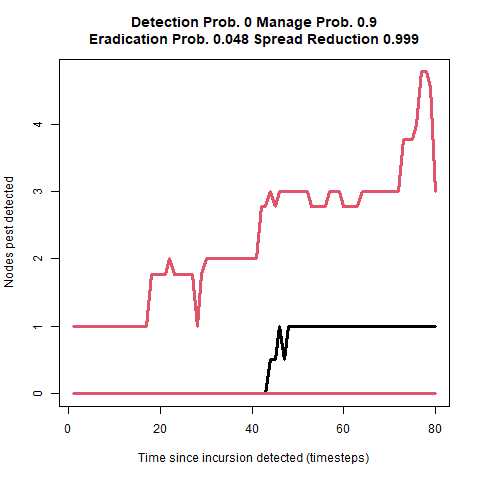 Detection Prob. 0 Manage Prob. 0.9
Eradication Prob. 0.048 Spread Reduction 0.999
Nodes pest detected
4
3
2
1
0
0 20 40 60 80
Time since incursion detected (timesteps)